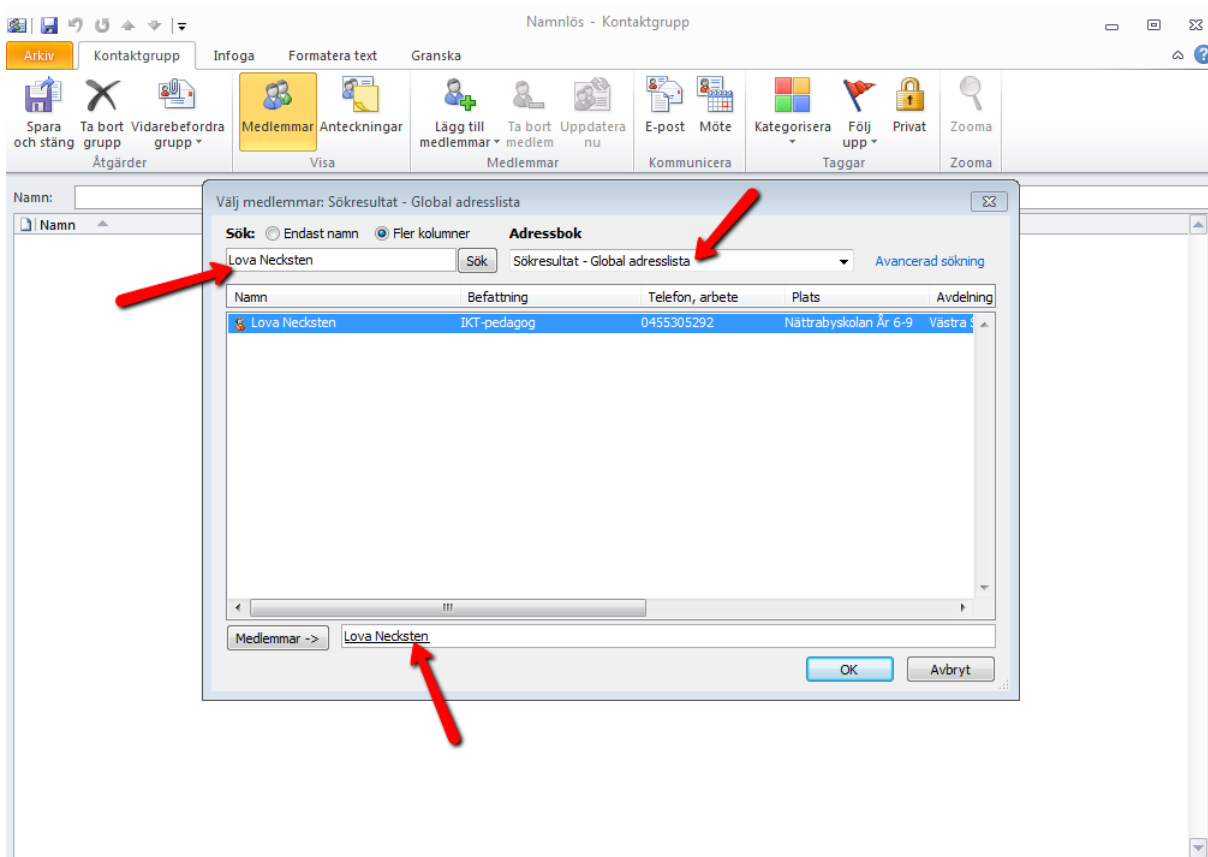 Namnlös - Kontaktgrupp
Arkiv Kontaktgrupp Infoga Formatera text Granska
Spara och stäng
Ta bort grupp
Vidarebefordra grupp
Medlemmar
Anteckningar
Lägg till medlemmar
Ta bort medlem
Uppdatera nu
E-post
Möte
Kategorisera
Följ upp
Privat
Zooma
Åtgärder Visa Medlemmar Kommunicera Taggar Zooma
Namn:
Namn
Välj medlemmar: Sökresultat - Global adresslista
Sök: Endast namn Fler kolumner Adressbok
Lova Necksten Sök Sökresultat - Global adresslista Avancerad sökning
Namn Befattning Telefon, arbete Plats Avdelning
Lova Necksten IKT-pedagog 0455305292 Nättrabyskolan År 6-9 Västra
Medlemmar -> Lova Necksten
OK Avbryt